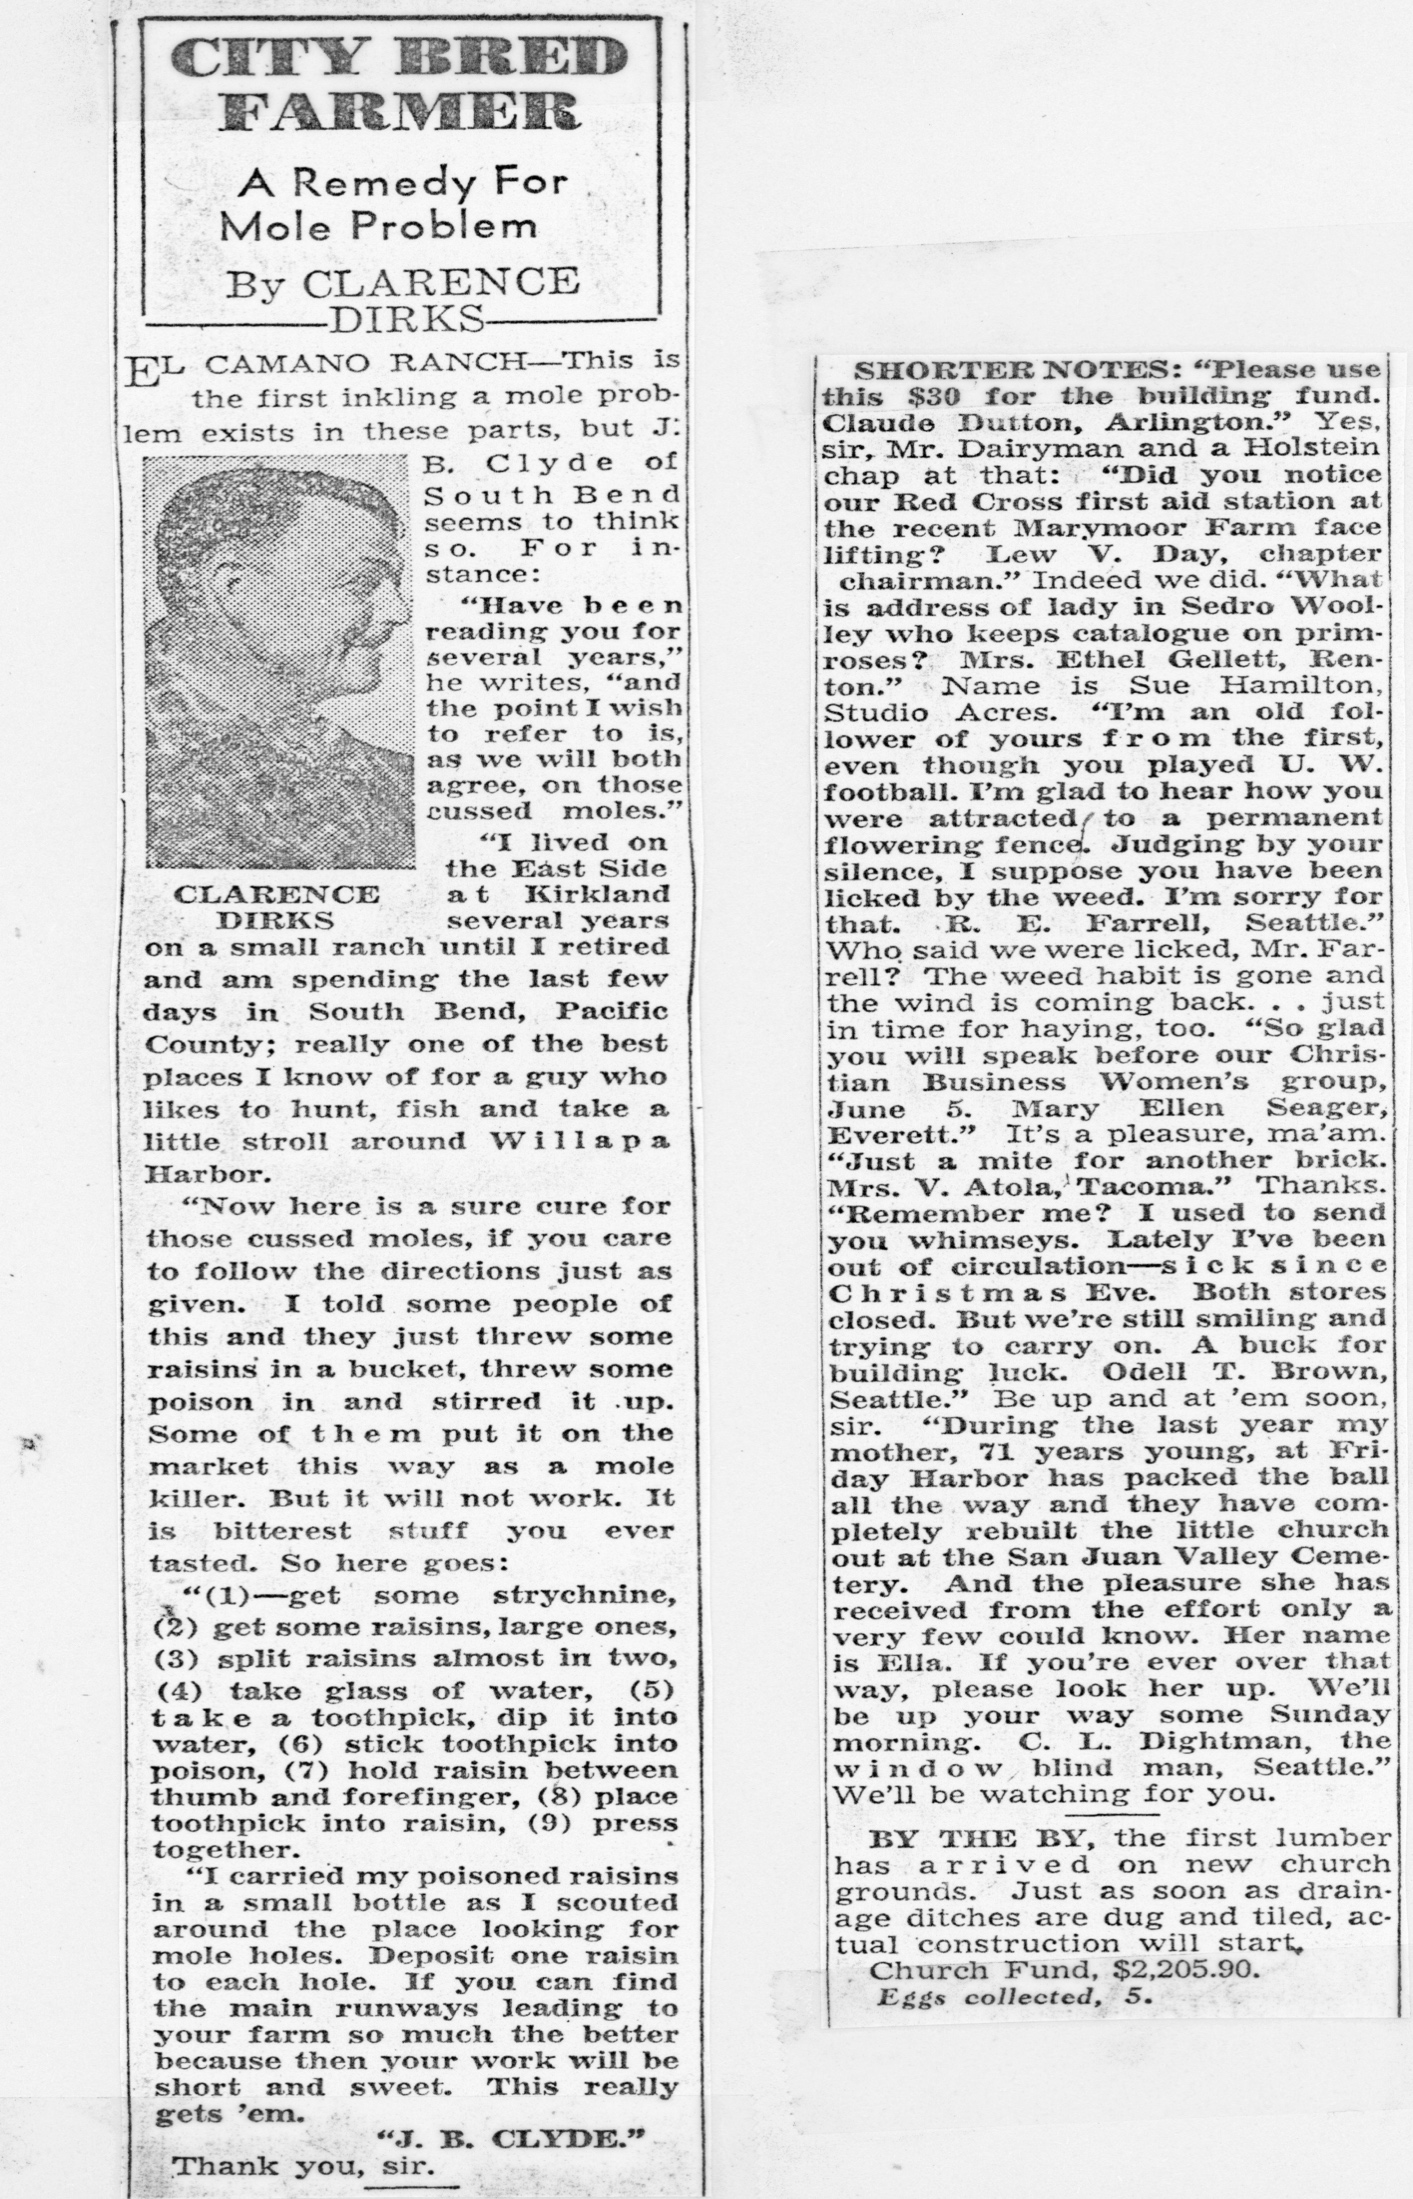 CITY BRED
FARMER
A Remedy For
Mole Problem
By CLARENCE
DIRKS
EL CAMANO RANCH—This is
the first inkling a mole prob-
lem exists in these parts, but J.
B. Clyde of
South Bend
seems to think
so. For in-
stance:
"Have been
reading you for
several years,"
he writes, "and
the point I wish
to refer to is,
as we will both
agree, on those
cussed moles."
"I lived on
the East Side
at Kirkland
several years
CLARENCE
DIRKS
on a small ranch until I retired
and am spending the last few
days in South Bend, Pacific
County; really one of the best
places I know of for a guy who
likes to hunt, fish and take a
little stroll around Willapa
Harbor.
"Now here is a sure cure for
those cussed moles, if you care
to follow the directions just as
given. I told some people of
this and they just threw some
raisins in a bucket, threw some
poison in and stirred it up.
Some of them put it on the
market this way as a mole
killer. But it will not work. It
is bitterest stuff you ever
tasted. So here goes:
"(1)—get some strychnine,
(2) get some raisins, large ones,
(3) split raisins almost in two,
(4) take glass of water, (5)
take a toothpick, dip it into
water, (6) stick toothpick into
poison, (7) hold raisin between
thumb and forefinger, (8) place
toothpick into raisin, (9) press
together.
"I carried my poisoned raisins
in a small bottle as I scouted
around the place looking for
mole holes. Deposit one raisin
to each hole. If you can find
the main runways leading to
your farm so much the better
because then your work will be
short and sweet. This really
gets 'em.
"J. B. CLYDE."
Thank you, sir.
SHORTER NOTES: "Please use
this $30 for the building fund.
Claude Dutton, Arlington." Yes,
sir, Mr. Dairyman and a Holstein
chap at that: "Did you notice
our Red Cross first aid station at
the recent Marymoor Farm face
lifting? Lew V. Day, chapter
chairman." Indeed we did. "What
is address of lady in Sedro Wool-
ley who keeps catalogue on prim-
roses? Mrs. Ethel Gellett, Ren-
ton." Name is Sue Hamilton,
Studio Acres. "I'm an old fol-
lower of yours from the first,
even though you played U. W.
football. I'm glad to hear how you
were attracted to a permanent
flowering fence. Judging by your
silence, I suppose you have been
licked by the weed. I'm sorry for
that. R. E. Farrell, Seattle."
Who said we were licked, Mr. Far-
rell? The weed habit is gone and
the wind is coming back. . . just
in time for haying, too. "So glad
you will speak before our Chris-
tian Business Women's group,
June 5. Mary Ellen Seager,
Everett." It's a pleasure, ma'am.
"Just a mite for another brick.
Mrs. V. Atola, Tacoma." Thanks.
"Remember me? I used to send
you whimseys. Lately I've been
out of circulation—sick since
Christmas Eve. Both stores
closed. But we're still smiling and
trying to carry on. A buck for
building luck. Odell T. Brown,
Seattle." Be up and at 'em soon,
sir. "During the last year my
mother, 71 years young, at Fri-
day Harbor has packed the ball
all the way and they have com-
pletely rebuilt the little church
out at the San Juan Valley Ceme-
tery. And the pleasure she has
received from the effort only a
very few could know. Her name
is Ella. If you're ever over that
way, please look her up. We'll
be up your way some Sunday
morning. C. L. Dightman, the
window blind man, Seattle."
We'll be watching for you.
BY THE BY, the first lumber
has arrived on new church
grounds. Just as soon as drain-
age ditches are dug and tiled, ac-
tual construction will start.
Church Fund, $2,205.90.
Eggs collected, 5.